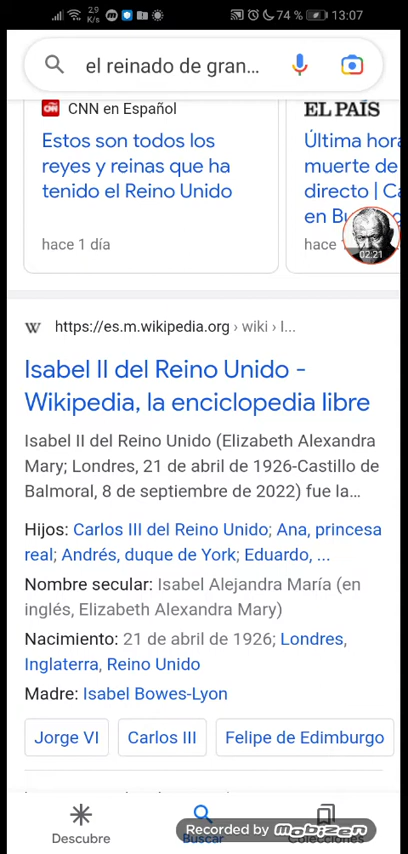 2,9
K/s
74 %
13:07
el reinado de gran...
CNN en Español
EL PAÍS
Estos son todos los
reyes y reinas que ha
tenido el Reino Unido
hace 1 día
Última hora
muerte de
directo | Ca
en Bu
hace
02:21
W https://es.m.wikipedia.org › wiki › I...
Isabel II del Reino Unido -
Wikipedia, la enciclopedia libre
Isabel II del Reino Unido (Elizabeth Alexandra
Mary; Londres, 21 de abril de 1926-Castillo de
Balmoral, 8 de septiembre de 2022) fue la...
Hijos: Carlos III del Reino Unido; Ana, princesa
real; Andrés, duque de York; Eduardo, ...
Nombre secular: Isabel Alejandra María (en
inglés, Elizabeth Alexandra Mary)
Nacimiento: 21 de abril de 1926; Londres,
Inglaterra, Reino Unido
Madre: Isabel Bowes-Lyon
Jorge VI
Carlos III
Felipe de Edimburgo
Descubre
Buscar
Colecciones
Recorded by Mobizen